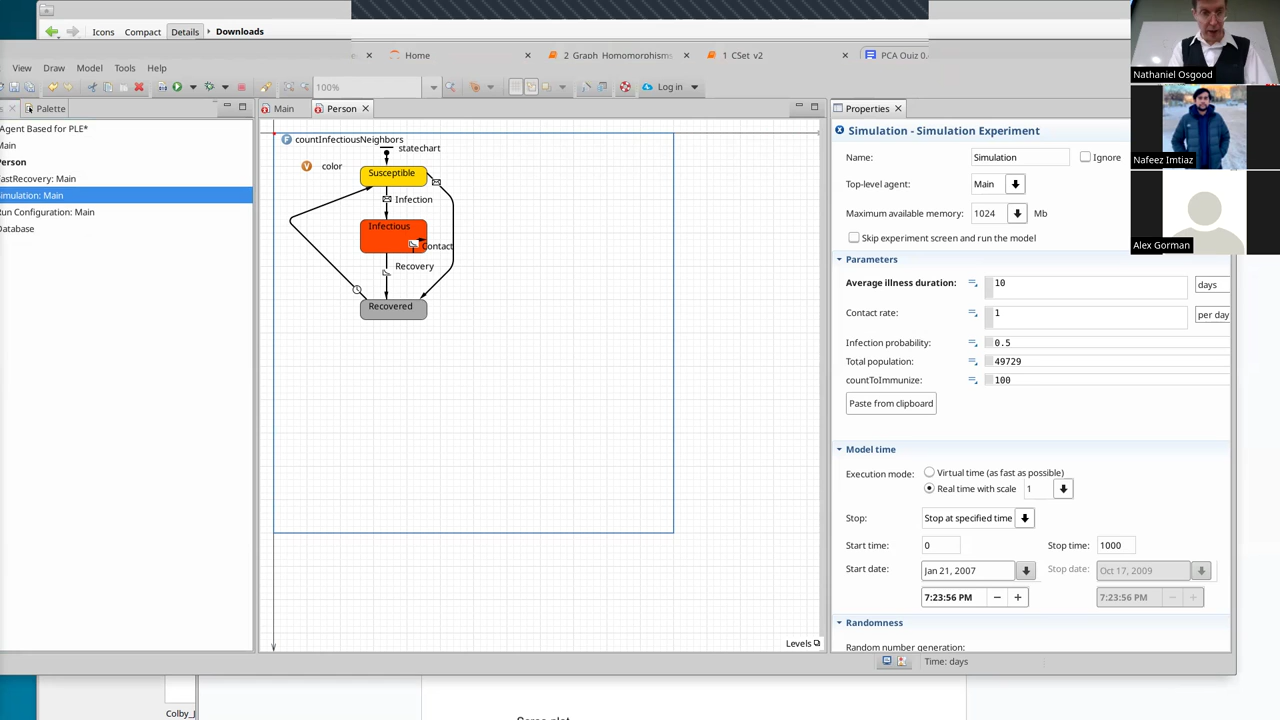 Icons Compact Details Downloads
Home 2 Graph Homomorohisms 1 CSet v2 PCA Quiz 0.
View Draw Model Tools Help
100% Log in
Palette
Agent Based for PLE*
Main
Person
FastRecovery: Main
Simulation: Main
Run Configuration: Main
Database
Main Person
countInfectiousNeighbors
statechart
color
Susceptible
Infection
Infectious
Contact
Recovery
Recovered
Levels
Properties
Simulation - Simulation Experiment
Name: Simulation Ignore
Top-level agent: Main
Maximum available memory: 1024 Mb
Skip experiment screen and run the model
Parameters
Average illness duration: 10 days
Contact rate: 1 per day
Infection probability: 0.5
Total population: 49729
countToImmunize: 100
Paste from clipboard
Model time
Execution mode: Virtual time (as fast as possible)
Real time with scale 1
Stop: Stop at specified time
Start time: 0 Stop time: 1000
Start date: Jan 21, 2007 Stop date: Oct 17, 2009
7:23:56 PM 7:23:56 PM
Randomness
Random number generation:
Time: days
Nathaniel Osgood
Nafeez Imtiaz
Alex Gorman